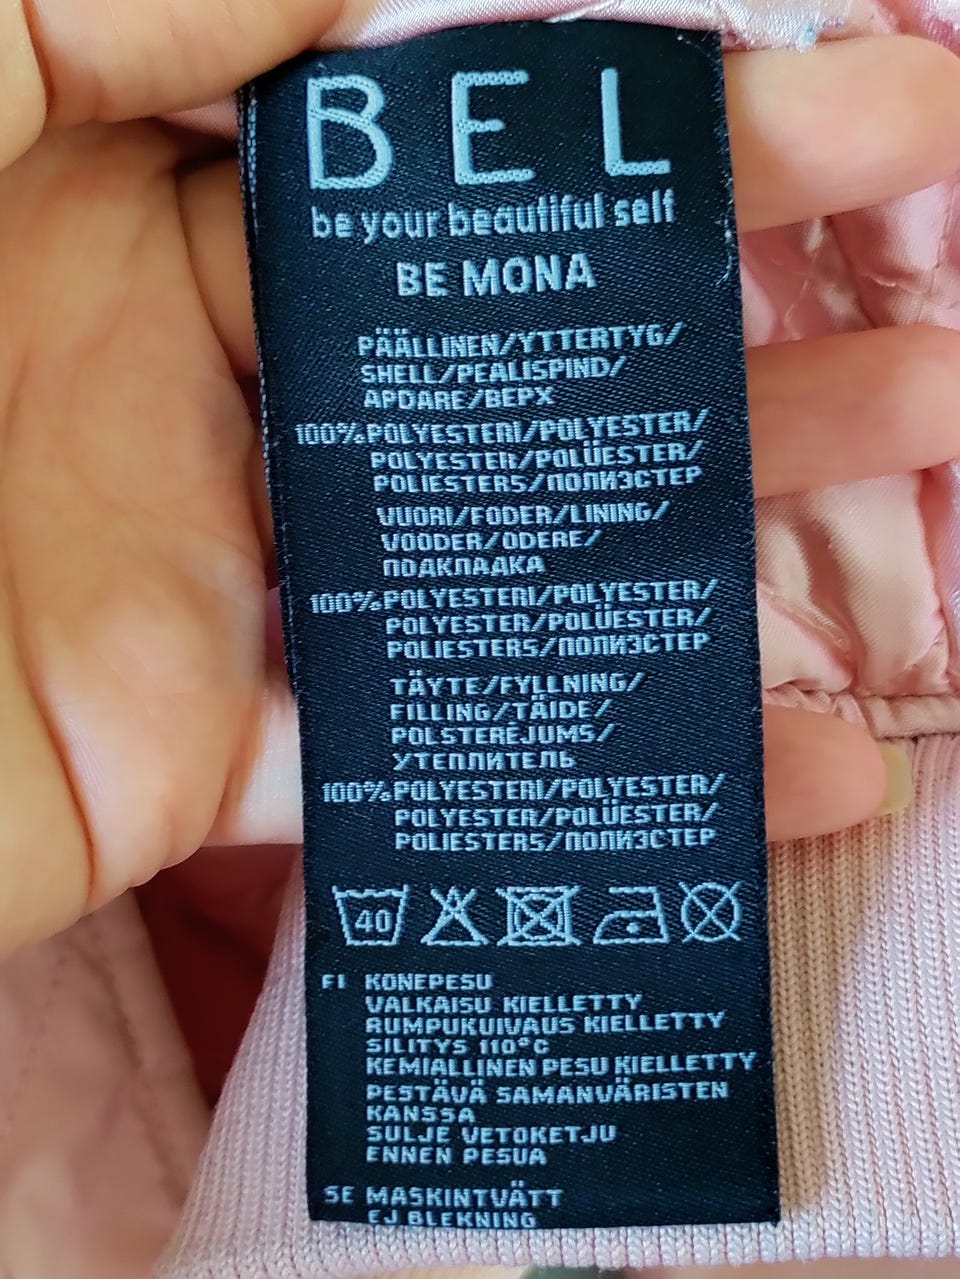 BEL
be your beautiful self
BE MONA
PÄÄLLINEN/YTTERTYG/
SHELL/PEALISPIND/
APDARE/ВЕРХ
100%POLYESTERI/POLYESTER/
POLYESTER/POLÜESTER/
POLIESTERS/ПОЛИЭСТЕР
VUORI/FODER/LINING/
VOODER/ODERE/
ПОДКЛАДКА
100%POLYESTERI/POLYESTER/
POLYESTER/POLÜESTER/
POLIESTERS/ПОЛИЭСТЕР
TÄYTE/FYLLNING/
FILLING/TÄIDE/
POLSTEREJUMS/
УТЕПЛИТЕЛЬ
100%POLYESTERI/POLYESTER/
POLYESTER/POLÜESTER/
POLIESTERS/ПОЛИЭСТЕР
40
FI KONEPESU
VALKAISU KIELLETTY
RUMPUKUIVAUS KIELLETTY
SILITYS 110°C
KEMIALLINEN PESU KIELLETTY
PESTÄVÄ SAMANVÄRISTEN
KANSSA
SULJE VETOKETJU
ENNEN PESUA
SE MASKINTVÄTT
EJ BLEKNING